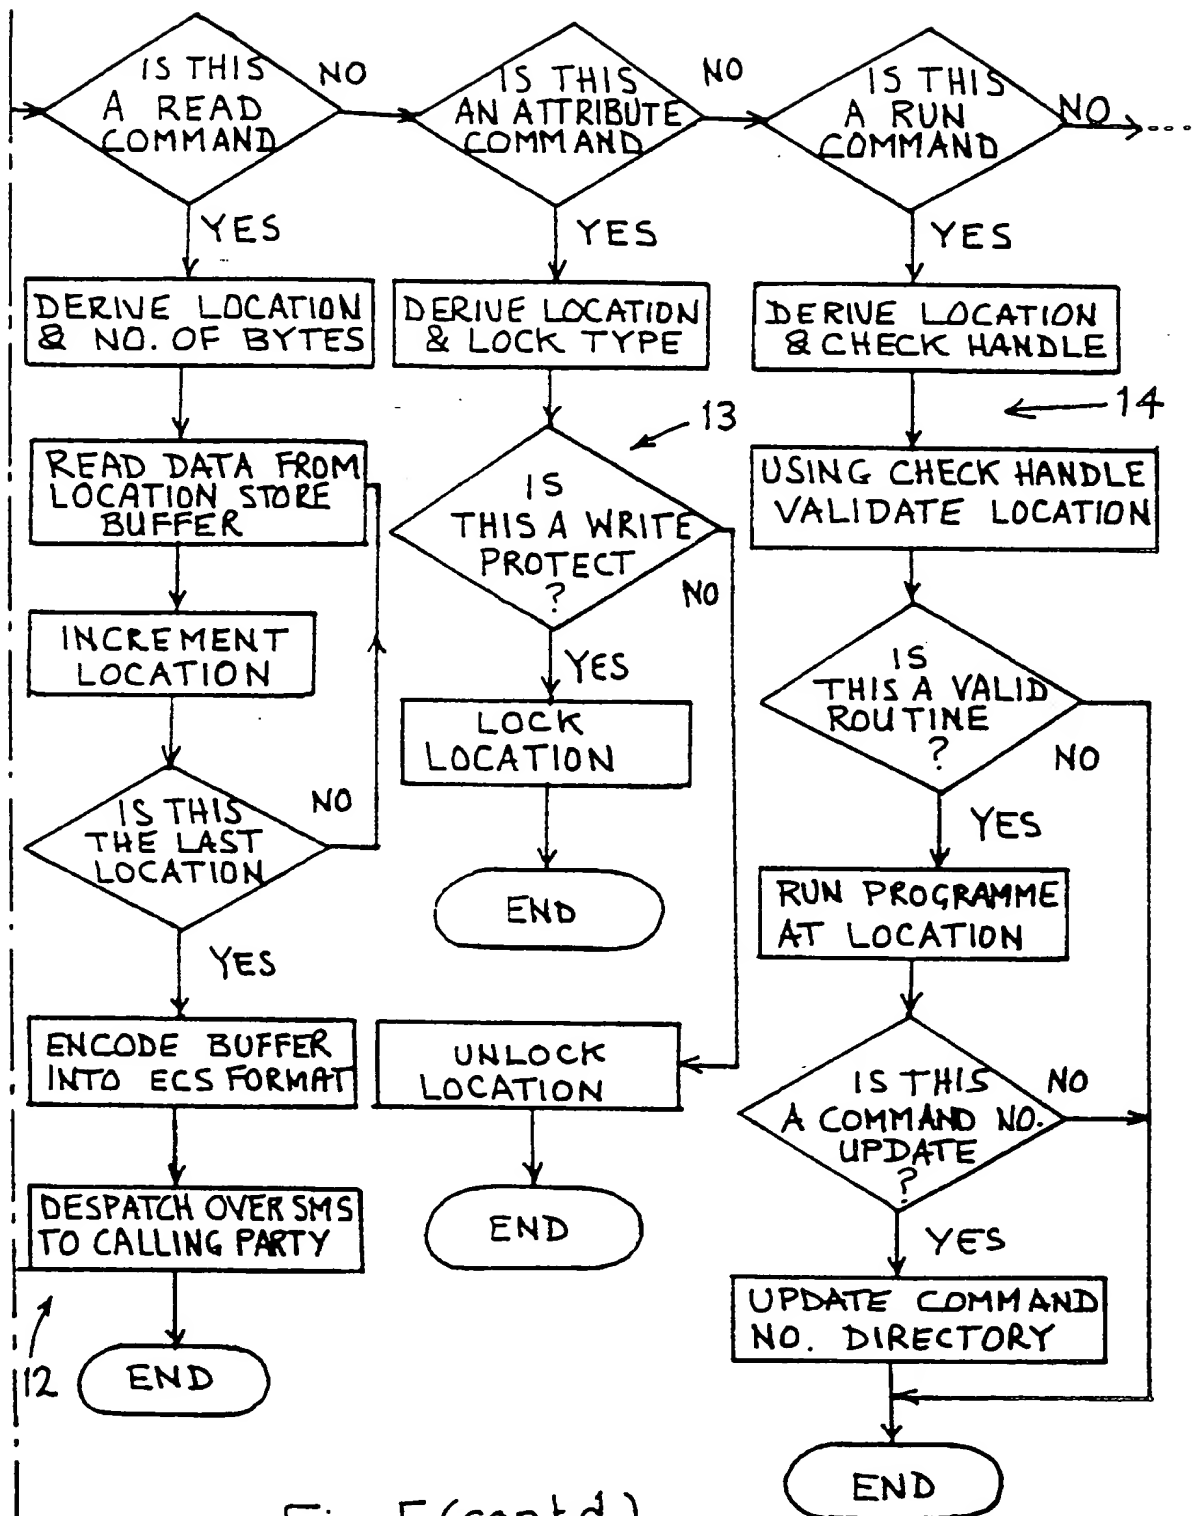 IS THIS
A READ
COMMAND
NO
YES
DERIVE LOCATION
& NO. OF BYTES
READ DATA FROM
LOCATION STORE
BUFFER
INCREMENT
LOCATION
IS THIS
THE LAST
LOCATION
NO
YES
ENCODE BUFFER
INTO ECS FORMAT
DESPATCH OVER SMS
TO CALLING PARTY
12
END
IS THIS
AN ATTRIBUTE
COMMAND
NO
YES
DERIVE LOCATION
& LOCK TYPE
13
IS
THIS A WRITE
PROTECT
?
NO
YES
LOCK
LOCATION
END
UNLOCK
LOCATION
END
IS THIS
A RUN
COMMAND
NO
YES
DERIVE LOCATION
& CHECK HANDLE
14
USING CHECK HANDLE
VALIDATE LOCATION
IS
THIS A VALID
ROUTINE
?
NO
YES
RUN PROGRAMME
AT LOCATION
IS THIS
A COMMAND NO.
UPDATE
?
NO
YES
UPDATE COMMAND
NO. DIRECTORY
END
Fig. 5 (contd.)